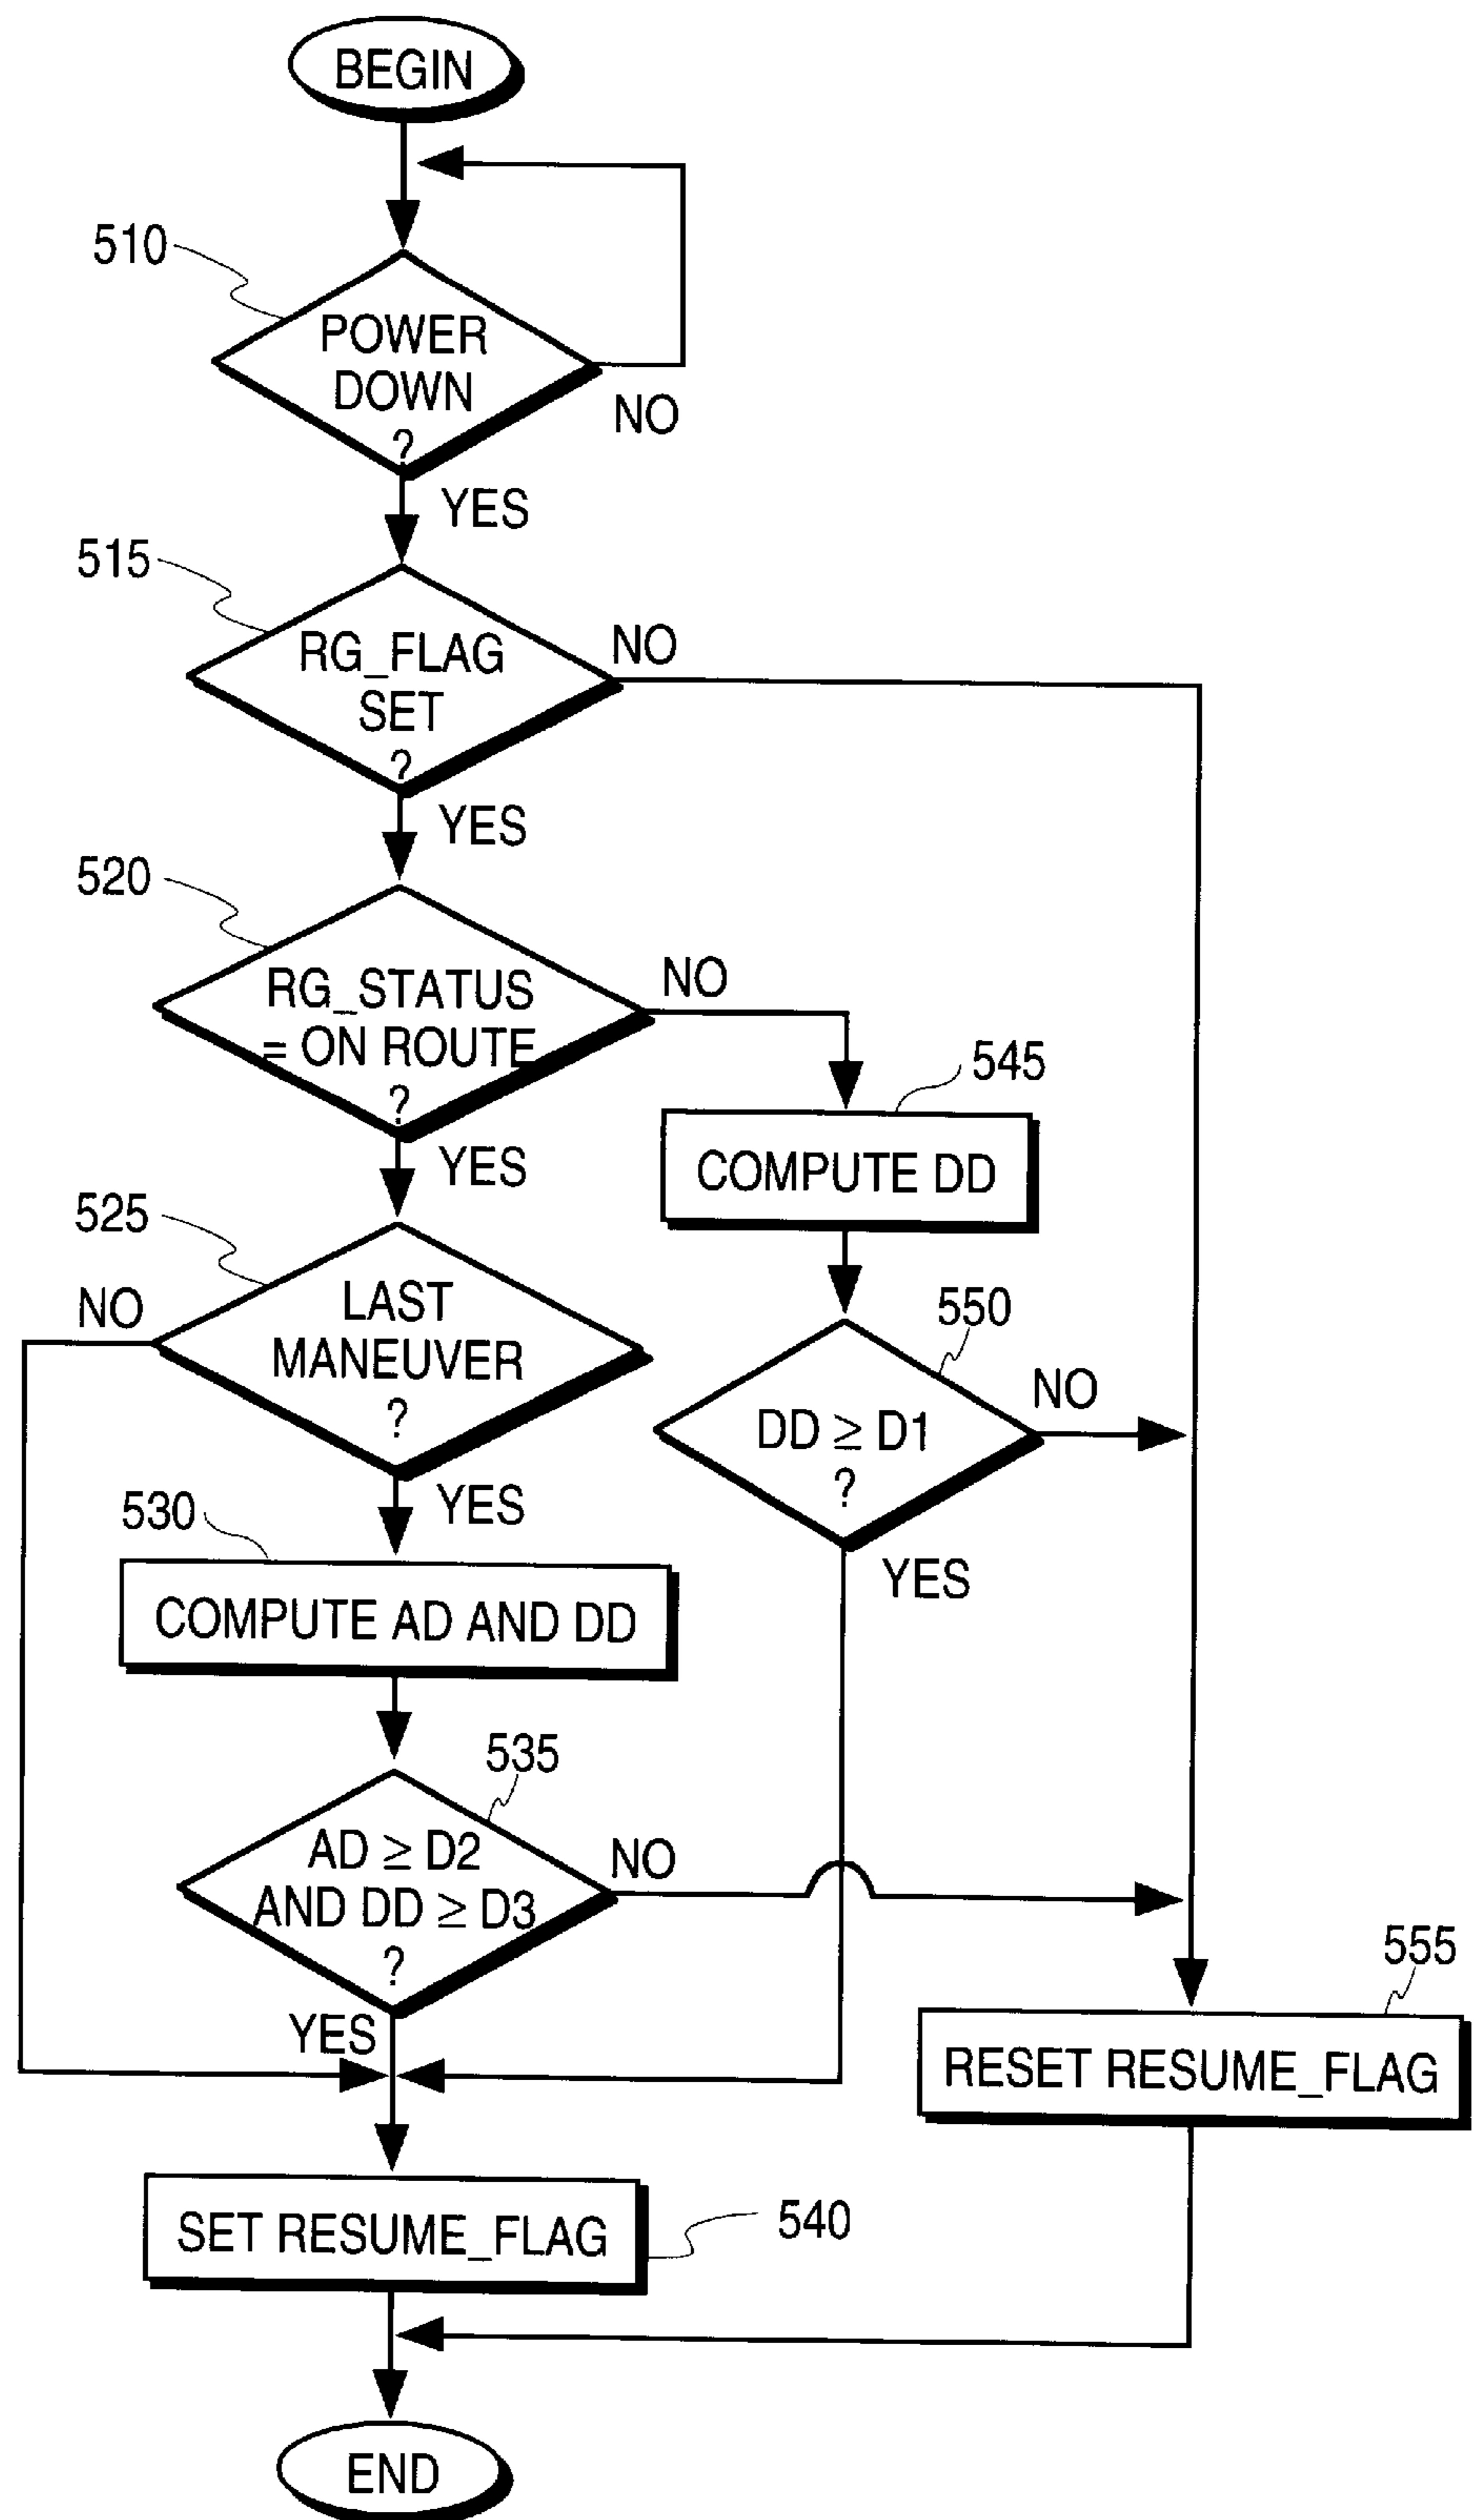 BEGIN
510
POWER
DOWN
?
NO
YES
515
RG_FLAG
SET
?
NO
YES
520
RG_STATUS
= ON ROUTE
?
NO
YES
545
COMPUTE DD
525
NO
LAST
MANEUVER
?
YES
550
DD ≥ D1
?
NO
YES
530
COMPUTE AD AND DD
535
AD ≥ D2
AND DD ≥ D3
?
NO
YES
555
RESET RESUME_FLAG
SET RESUME_FLAG
540
END